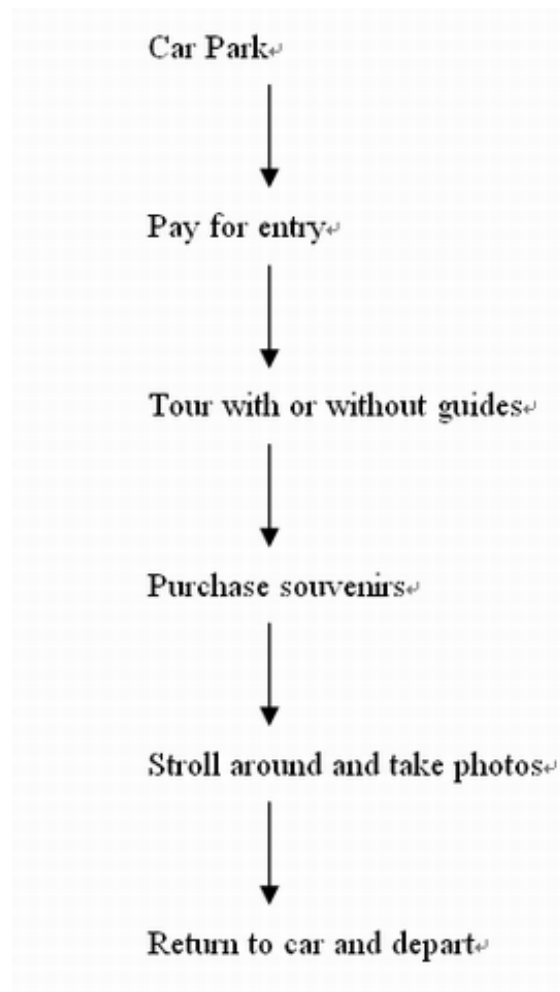 Car Park
Pay for entry
Tour with or without guides
Purchase souvenirs
Stroll around and take photos
Return to car and depart